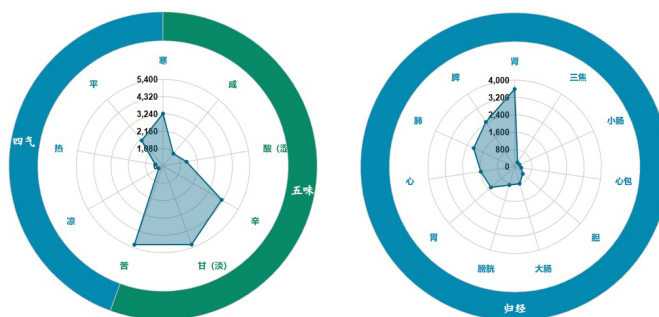 寒
咸
酸 (涩
辛
甘 (淡)
苦
凉
热
平
5,400
4,320
3,240
2,160
1,080
0
四气
五味
肾
三焦
小肠
心包
胆
大肠
膀胱
胃
心
肺
脾
4,000
3,200
2,400
1,600
800
0
归经